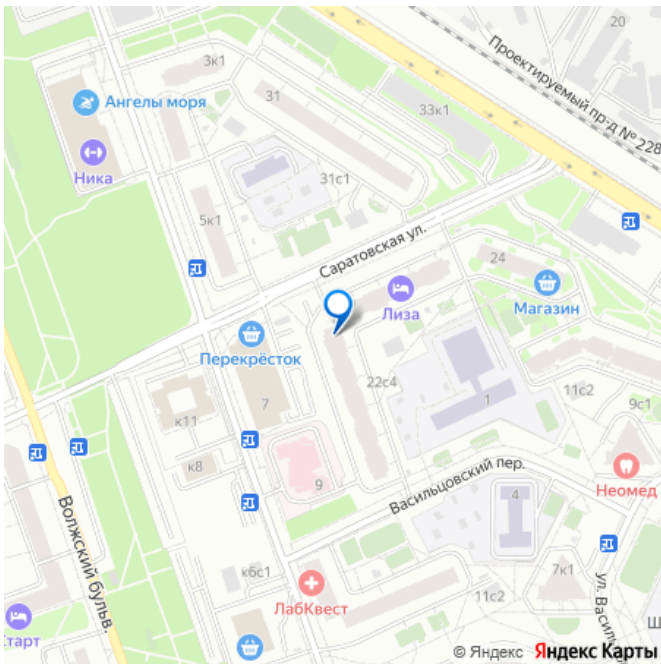 20
Проектируемый пр-д № 228
3к1
Ангелы моря
31
33к1
Ника
31с1
5к1
Саратовская ул.
24
Лиза
Магазин
Перекрёсток
22с4
11с2
7
1
9с1
к11
к8
9
Васильцовский пер.
Неомед
4
Волжский бульв.
к6с1
7к1
ЛабКвест
11с2
ул. Василь
Старт
Ш
© Яндекс Яндекс Карты